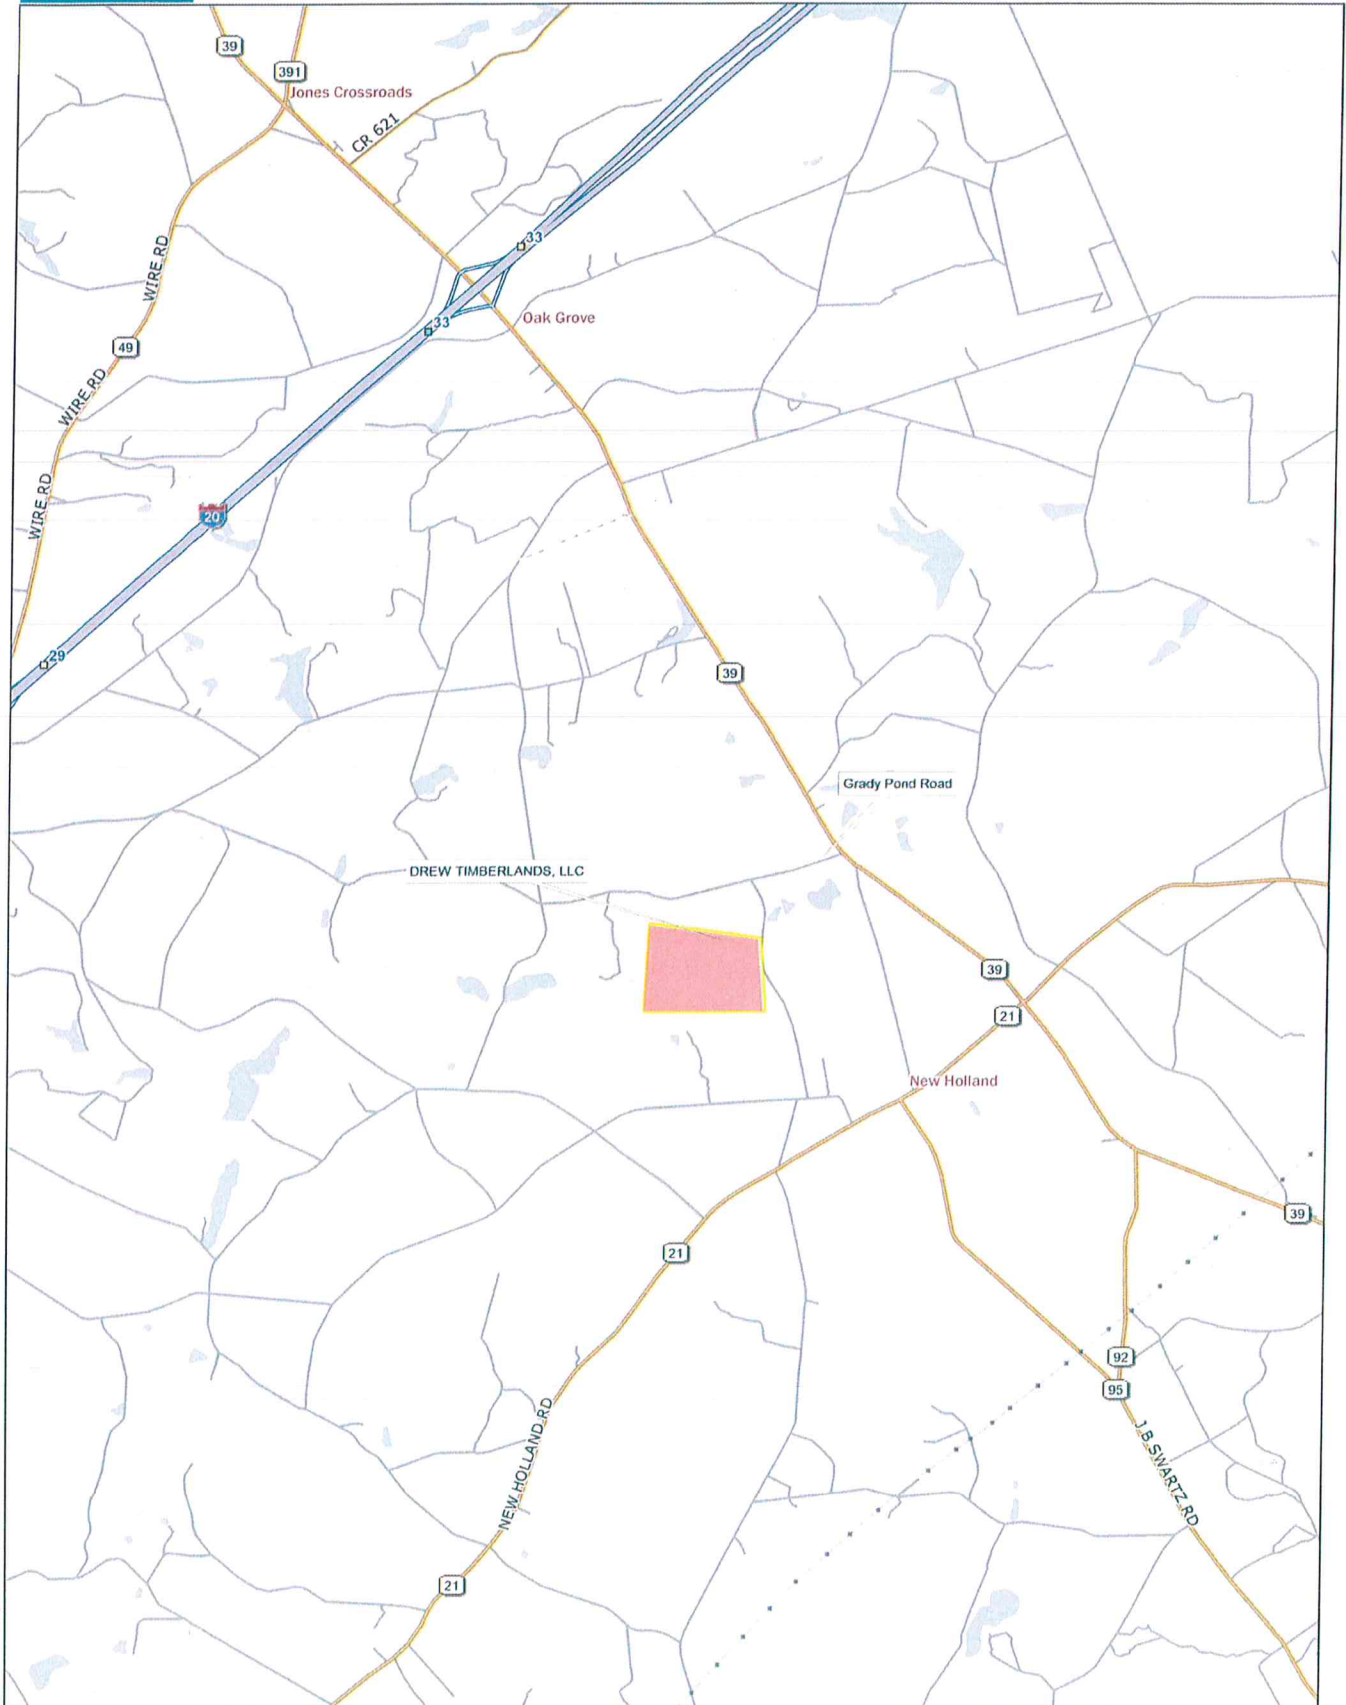 39
391
Jones Crossroads
CR 621
33
WIRE RD
33
Oak Grove
49
WIRE RD
WIRE RD
20
29
39
Grady Pond Road
DREW TIMBERLANDS, LLC
39
21
New Holland
39
21
92
95
NEW HOLLAND RD
J B SWARTZ RD
21